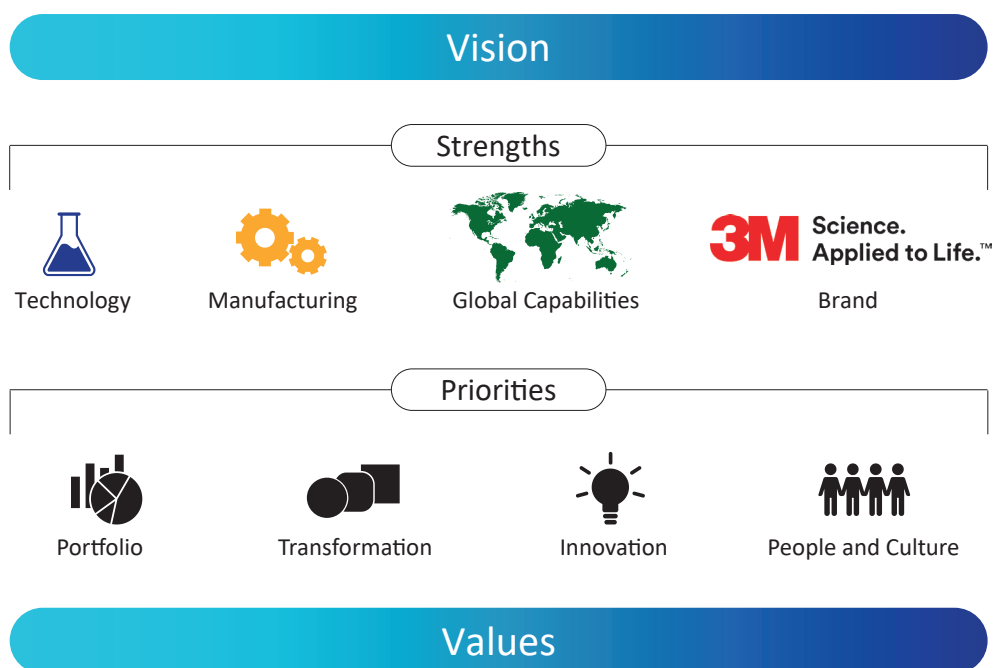 Vision
Strengths
3M Science.
Applied to Life.™
Technology
Manufacturing
Global Capabilities
Brand
Priorities
Portfolio
Transformation
Innovation
People and Culture
Values